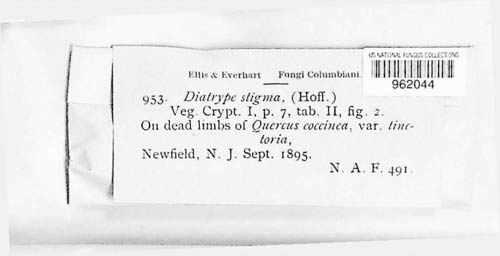 Ellis & Everhart — Fungi Columbiani.
US NATIONAL FUNGUS COLLECTIONS
962044
953. Diatrype stigma, (Hoff.)
Veg. Crypt. I, p. 7, tab. II, fig. 2.
On dead limbs of Quercus coccinea, var. tinc-
toria,
Newfield, N. J. Sept. 1895.
N. A. F. 491.